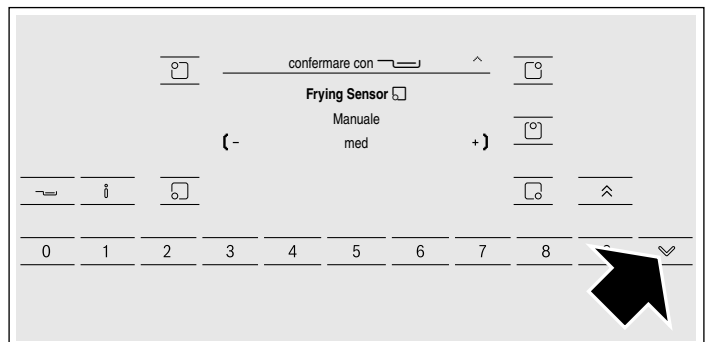 confermare con
Frying Sensor
Manuale
- med +
i
0 1 2 3 4 5 6 7 8